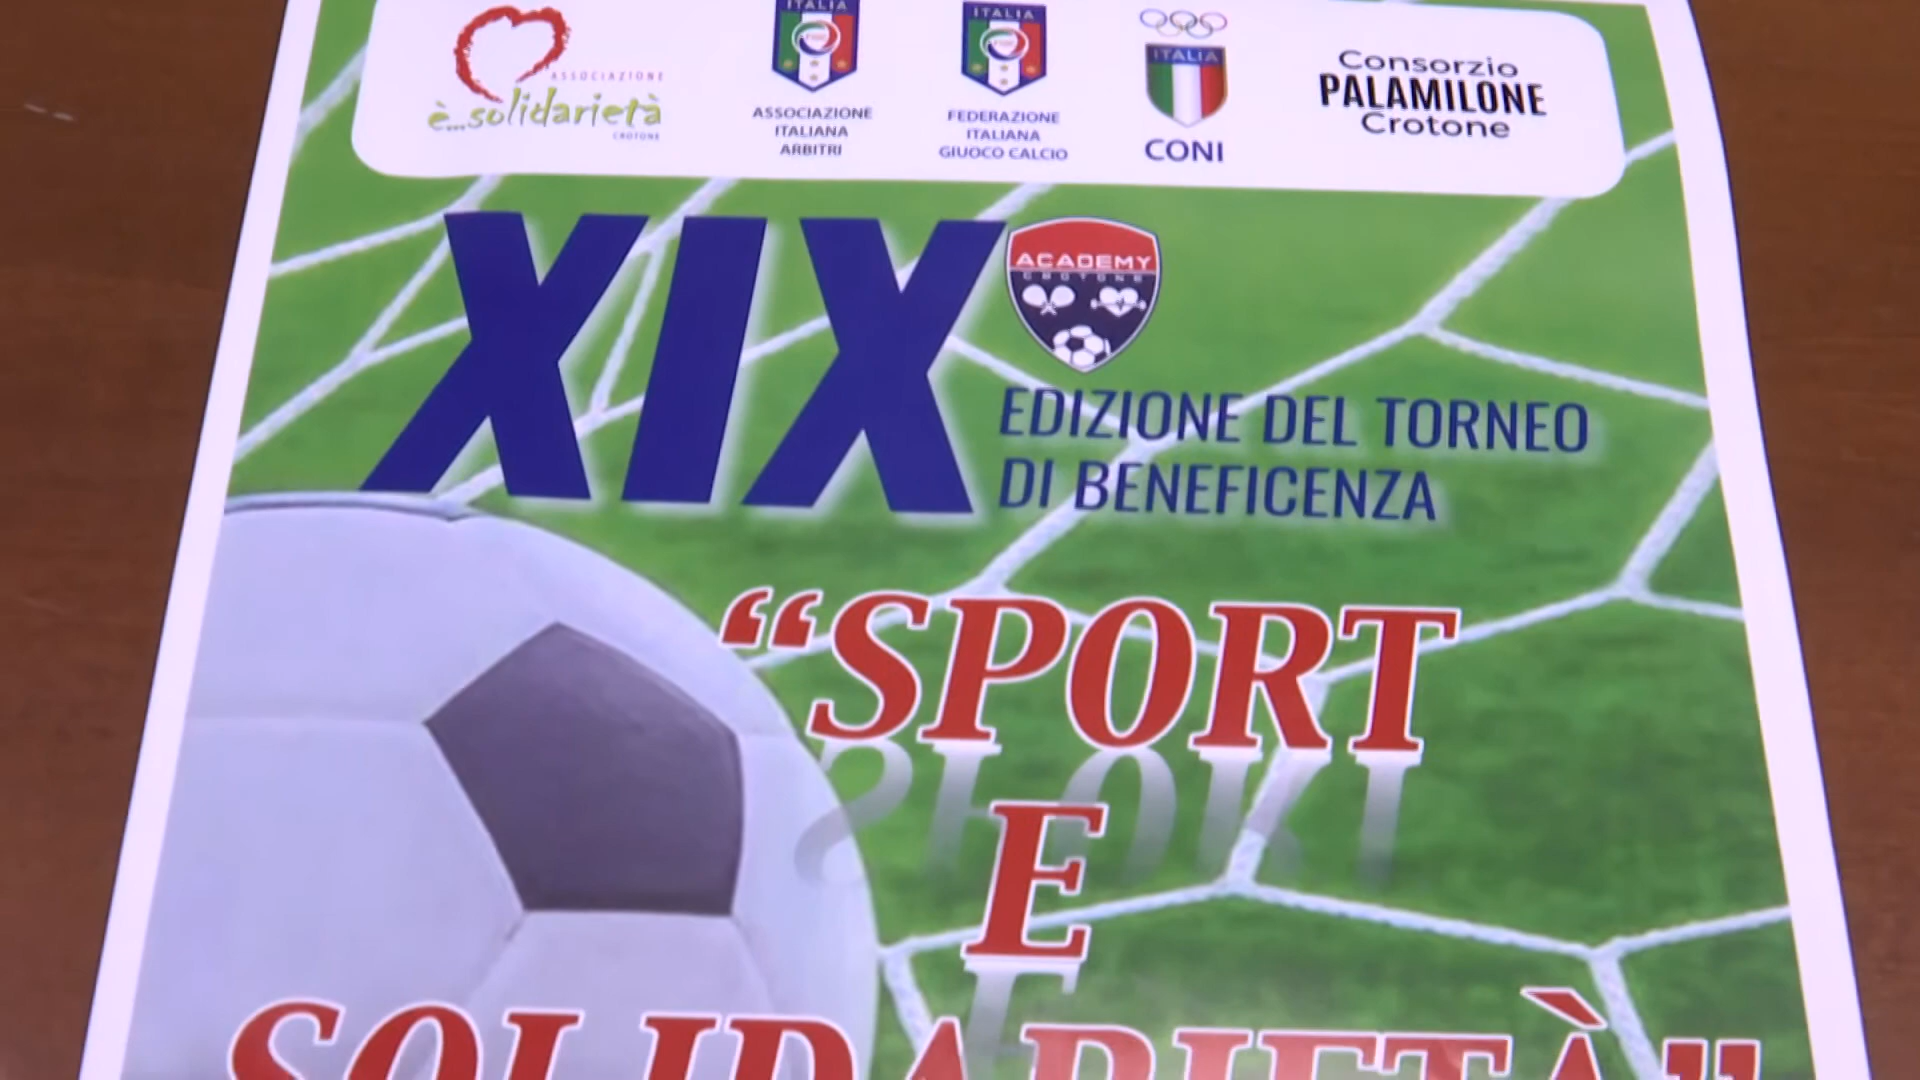 ASSOCIAZIONE
è...solidarietà
CROTONE
ITALIA
ASSOCIAZIONE
ITALIANA
ARBITRI
ITALIA
FEDERAZIONE
ITALIANA
GIUOCO CALCIO
ITALIA
CONI
Consorzio
PALAMILONE
Crotone
XIX
ACADEMY
CROTONE
EDIZIONE DEL TORNEO
DI BENEFICENZA
“SPORT
E
SOLIDARIETÀ”